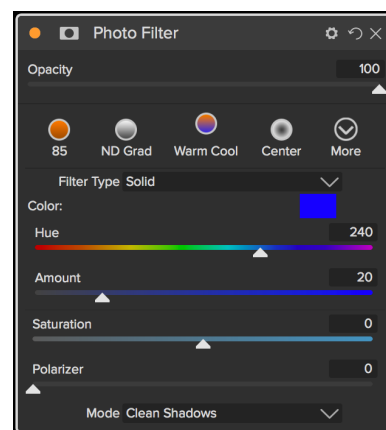 Photo Filter
Opacity 100
85 ND Grad Warm Cool Center More
Filter Type Solid
Color:
Hue 240
Amount 20
Saturation 0
Polarizer 0
Mode Clean Shadows